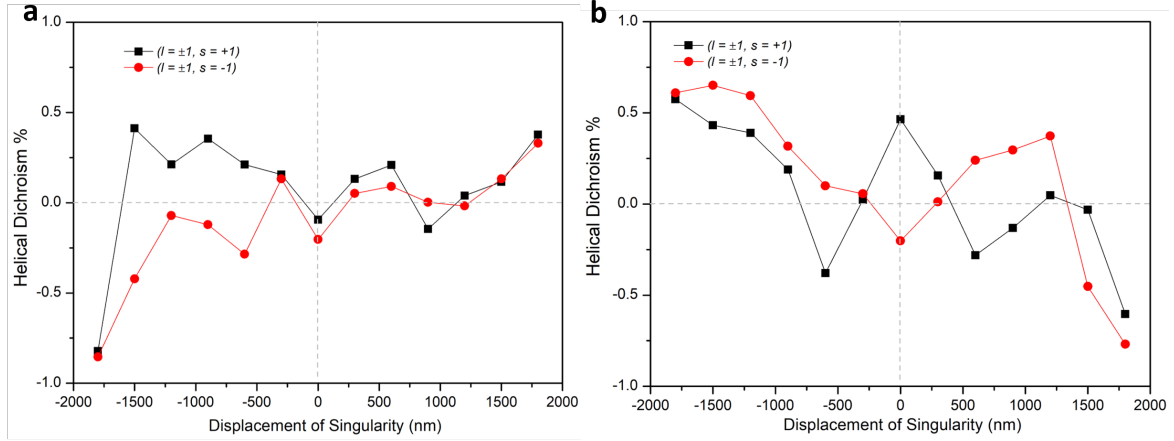 a
1.0
0.5
0.0
-0.5
-1.0
Helical Dichroism %
(l = ±1, s = +1)
(l = ±1, s = -1)
-2000 -1500 -1000 -500 0 500 1000 1500 2000
Displacement of Singularity (nm)
b
1.0
0.5
0.0
-0.5
-1.0
Helical Dichroism %
(l = ±1, s = +1)
(l = ±1, s = -1)
-2000 -1500 -1000 -500 0 500 1000 1500 2000
Displacement of Singularity (nm)